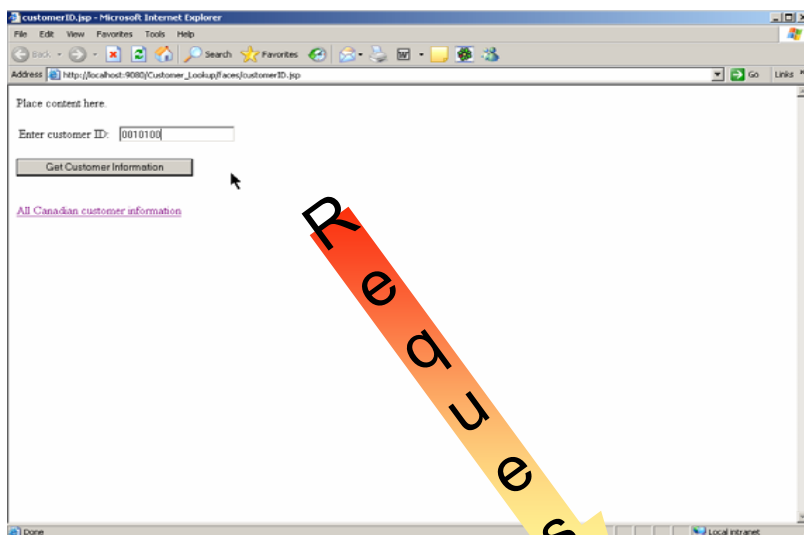 customerID.jsp - Microsoft Internet Explorer
File Edit View Favorites Tools Help
Back Search Favorites
Address http://localhost:9080/Customer_Lookup/faces/customerID.jsp Go Links »
Place content here.
Enter customer ID: 0010100
Get Customer Information
All Canadian customer information
Reques
Done Local intranet